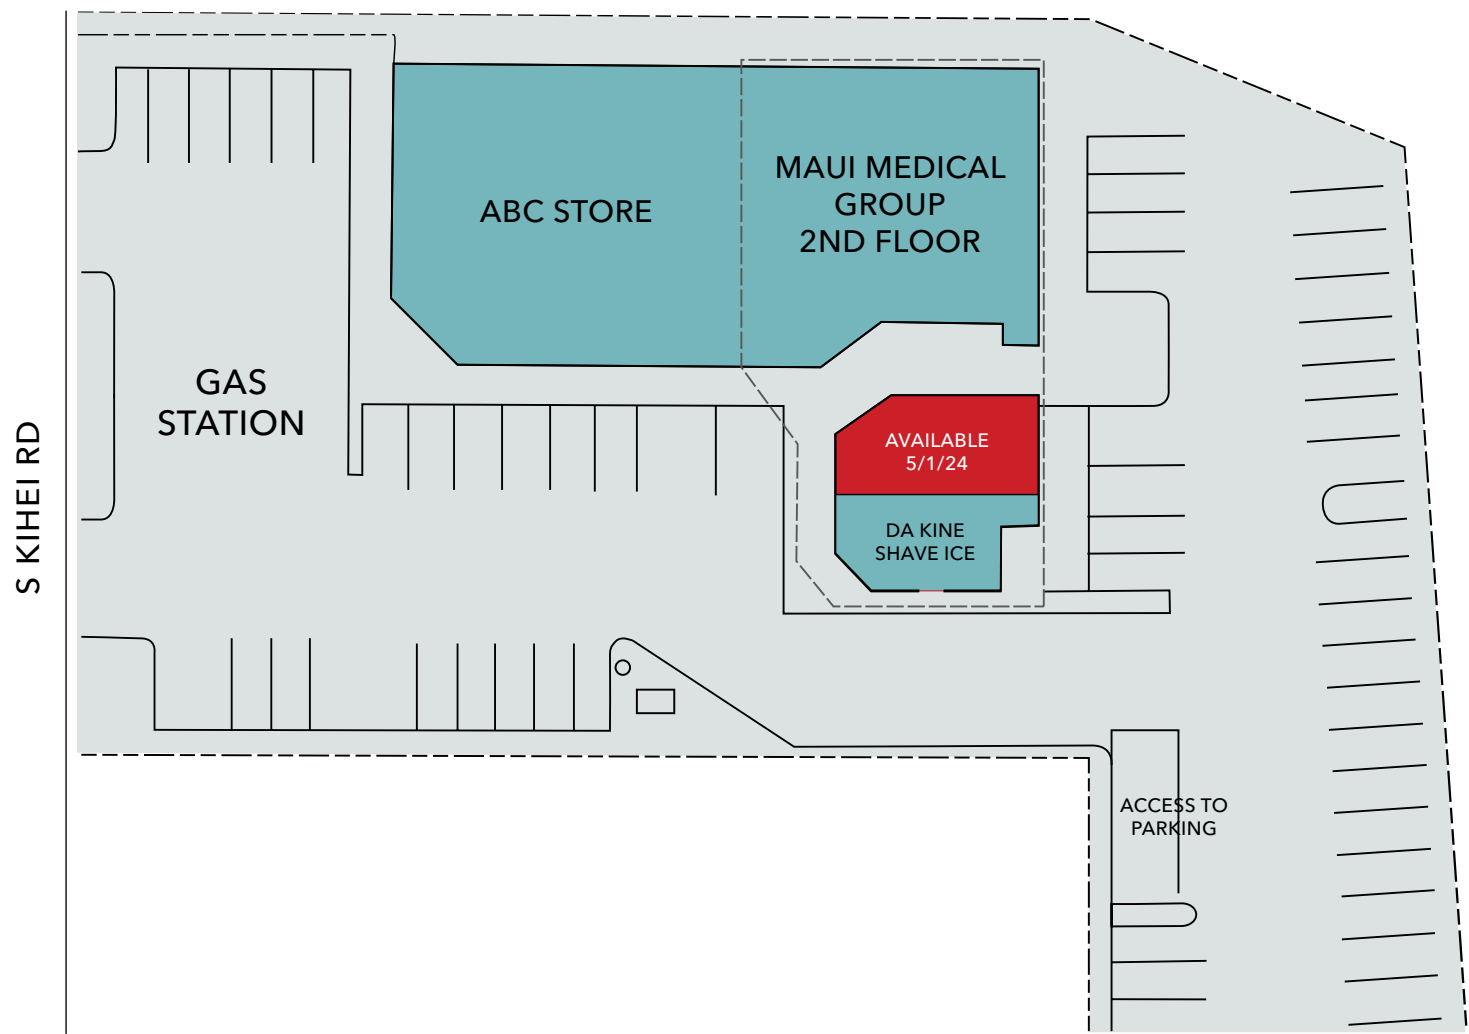 MAUI MEDICAL
GROUP
2ND FLOOR
ABC STORE
GAS
STATION
AVAILABLE
5/1/24
DA KINE
SHAVE ICE
S KIHEI RD
ACCESS TO
PARKING